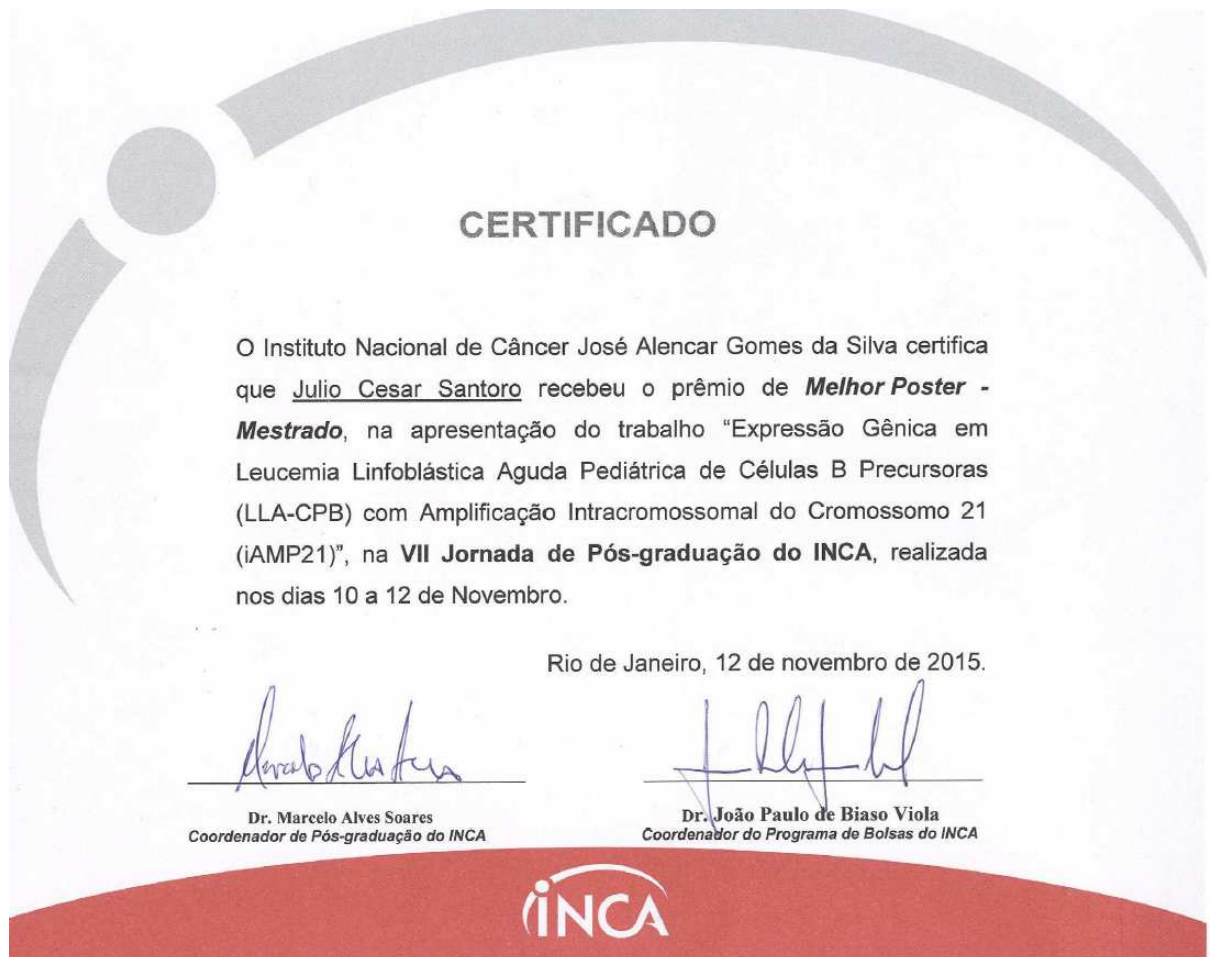 CERTIFICADO
O Instituto Nacional de Câncer José Alencar Gomes da Silva certifica
que Julio Cesar Santoro recebeu o prêmio de Melhor Poster -
Mestrado, na apresentação do trabalho “Expressão Gênica em
Leucemia Linfoblástica Aguda Pediátrica de Células B Precursoras
(LLA-CPB) com Amplificação Intracromossomal do Cromossomo 21
(iAMP21)”, na VII Jornada de Pós-graduação do INCA, realizada
nos dias 10 a 12 de Novembro.
Rio de Janeiro, 12 de novembro de 2015.
Dr. Marcelo Alves Soares
Coordenador de Pós-graduação do INCA
Dr. João Paulo de Biaso Viola
Coordenador do Programa de Bolsas do INCA
INCA